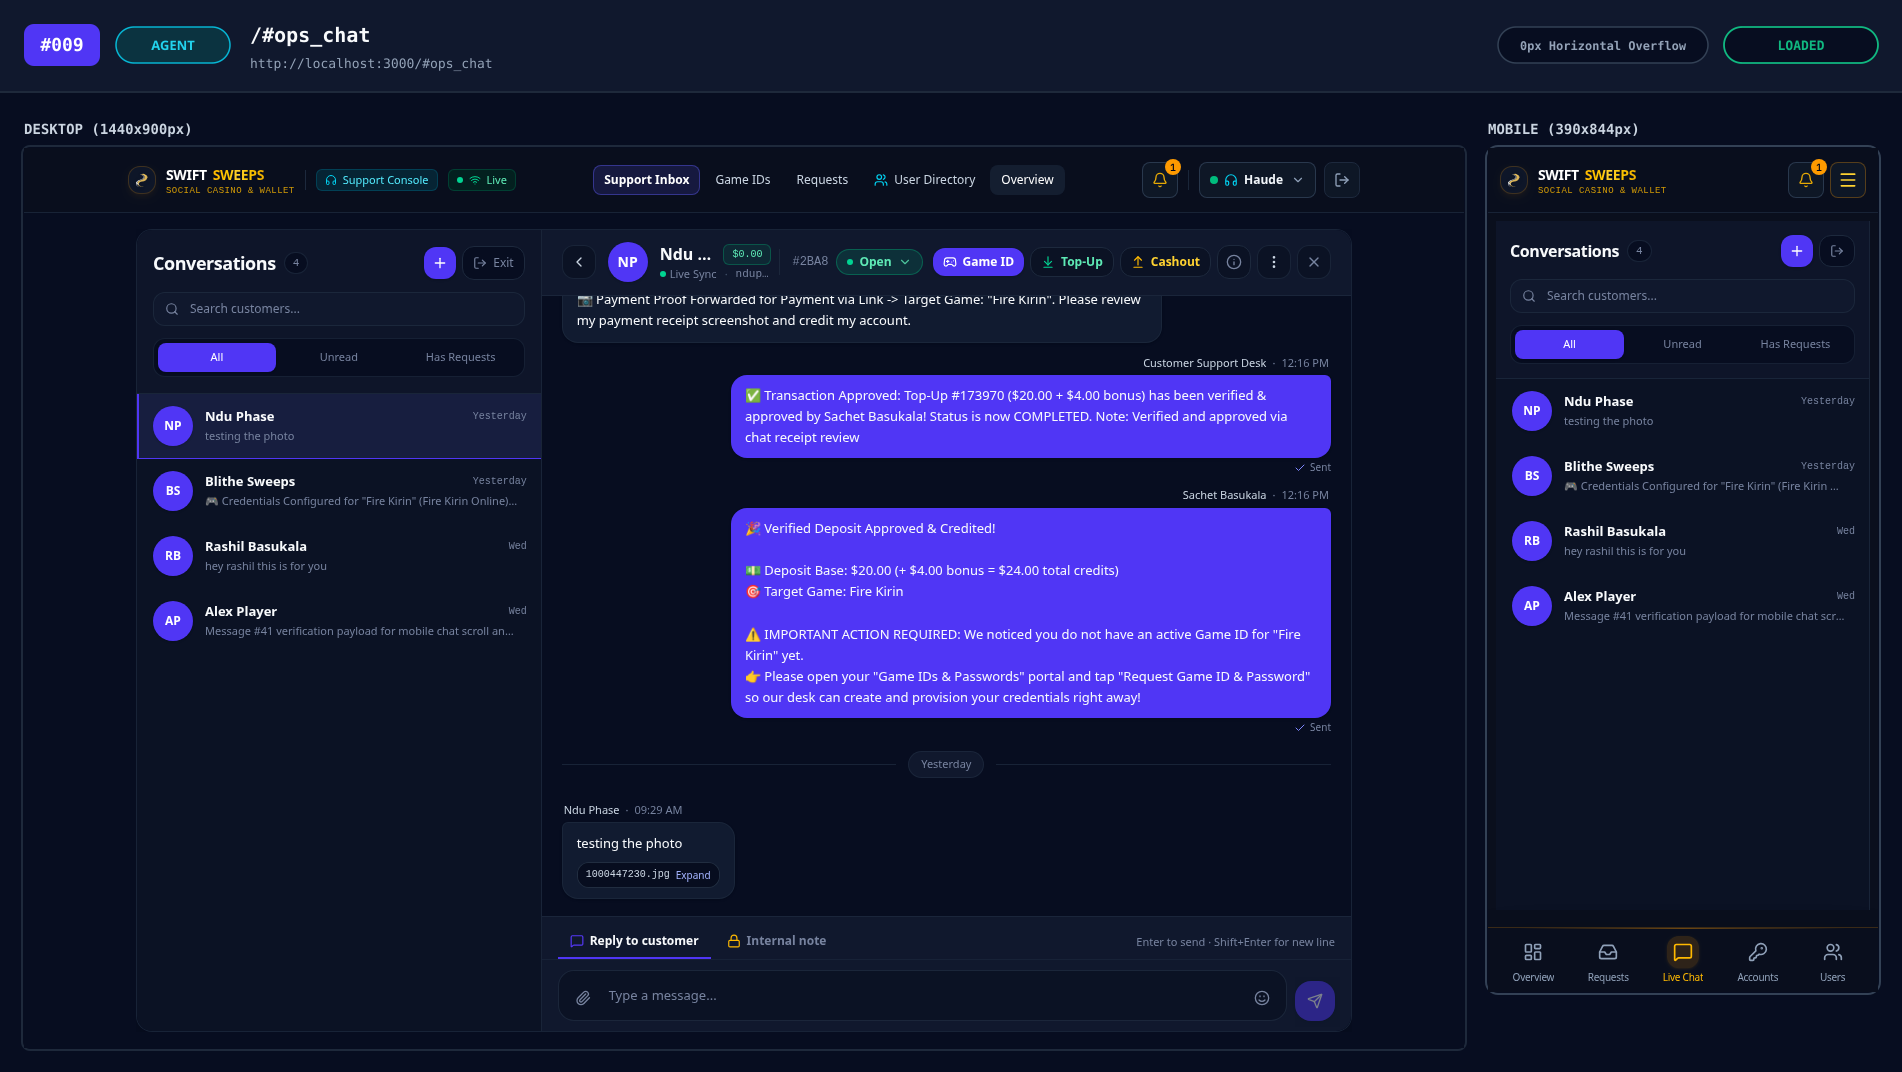 #009
AGENT
/#ops_chat
http://localhost:3000/#ops_chat
0px Horizontal Overflow
LOADED
DESKTOP (1440x900px)
SWIFT SWEEPS
SOCIAL CASINO & WALLET
Support Console
Live
Support Inbox
Game IDs
Requests
User Directory
Overview
1
Haude
Conversations
4
Exit
Search customers...
All
Unread
Has Requests
Ndu Phase
Yesterday
NP
testing the photo
Blithe Sweeps
Yesterday
BS
🎮 Credentials Configured for "Fire Kirin" (Fire Kirin Online)...
Rashil Basukala
Wed
RB
hey rashil this is for you
Alex Player
Wed
AP
Message #41 verification payload for mobile chat scroll an...
NP
Ndu ...
$0.00
Live Sync · ndup…
#2BA8
Open
Game ID
Top-Up
Cashout
Payment Proof Forwarded for Payment via Link -> Target Game: "Fire Kirin". Please review
my payment receipt screenshot and credit my account.
Customer Support Desk · 12:16 PM
✅ Transaction Approved: Top-Up #173970 ($20.00 + $4.00 bonus) has been verified &
approved by Sachet Basukala! Status is now COMPLETED. Note: Verified and approved via
chat receipt review
Sent
Sachet Basukala · 12:16 PM
🎉 Verified Deposit Approved & Credited!
💵 Deposit Base: $20.00 (+ $4.00 bonus = $24.00 total credits)
🎯 Target Game: Fire Kirin
⚠️ IMPORTANT ACTION REQUIRED: We noticed you do not have an active Game ID for "Fire
Kirin" yet.
👉 Please open your "Game IDs & Passwords" portal and tap "Request Game ID & Password"
so our desk can create and provision your credentials right away!
Sent
Yesterday
Ndu Phase · 09:29 AM
testing the photo
1000447230.jpg Expand
Reply to customer
Internal note
Enter to send · Shift+Enter for new line
Type a message...
MOBILE (390x844px)
SWIFT SWEEPS
SOCIAL CASINO & WALLET
1
Conversations
4
Search customers...
All
Unread
Has Requests
Ndu Phase
Yesterday
NP
testing the photo
Blithe Sweeps
Yesterday
BS
🎮 Credentials Configured for "Fire Kirin" (Fire Kirin ...
Rashil Basukala
Wed
RB
hey rashil this is for you
Alex Player
Wed
AP
Message #41 verification payload for mobile chat scr...
Overview
Requests
Live Chat
Accounts
Users